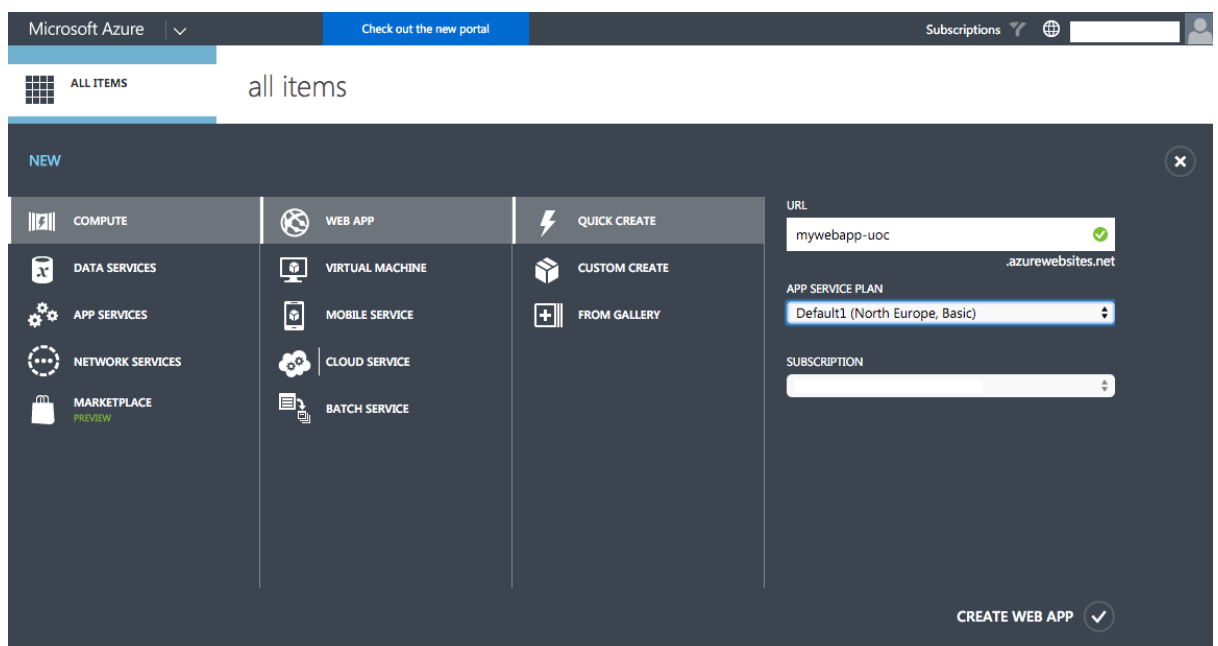 Microsoft Azure
Check out the new portal
Subscriptions
ALL ITEMS
all items
NEW
COMPUTE
DATA SERVICES
APP SERVICES
NETWORK SERVICES
MARKETPLACE
PREVIEW
WEB APP
VIRTUAL MACHINE
MOBILE SERVICE
CLOUD SERVICE
BATCH SERVICE
QUICK CREATE
CUSTOM CREATE
FROM GALLERY
URL
mywebapp-uoc
.azurewebsites.net
APP SERVICE PLAN
Default1 (North Europe, Basic)
SUBSCRIPTION
CREATE WEB APP